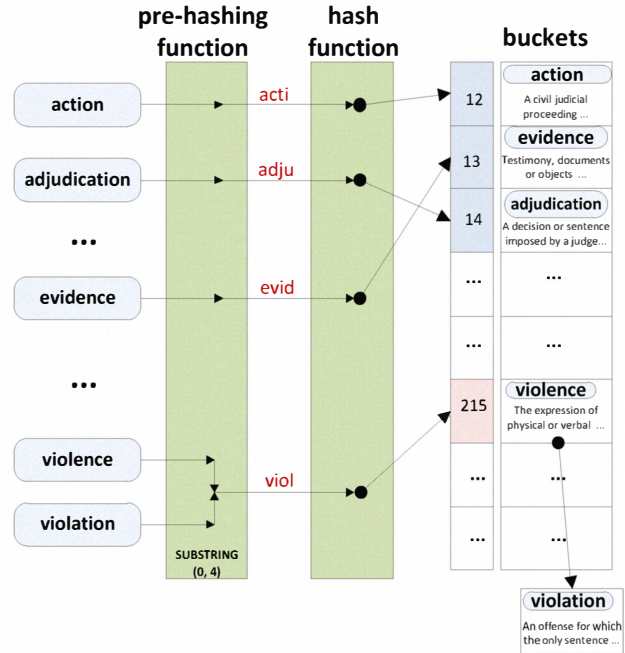 pre-hashing
function
hash
function
buckets
action
acti
12
action
A civil judicial
proceeding ...
adjudication
adju
13
evidence
Testimony, documents
or objects ...
14
adjudication
A decision or sentence
imposed by a judge...
...
...
...
evidence
evid
...
...
...
215
violence
The expression of
physical or verbal ...
violence
viol
...
...
violation
...
...
SUBSTRING
(0, 4)
violation
An offense for which
the only sentence ...